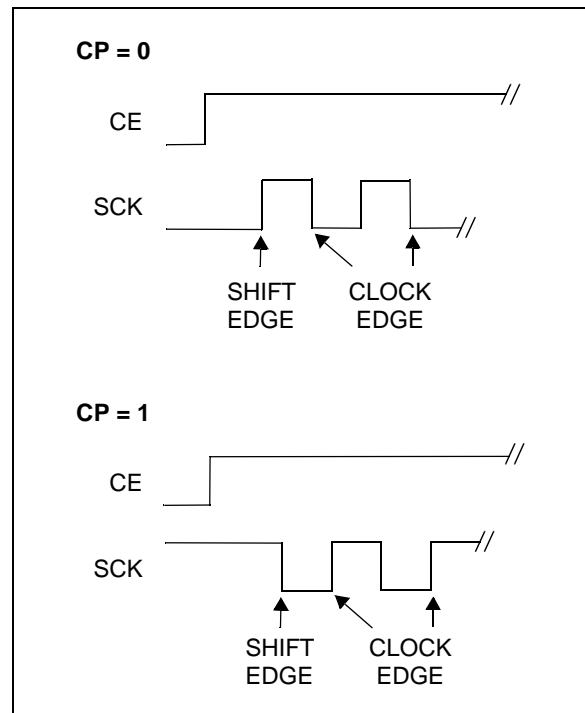 CP = 0
CE
SCK
SHIFT EDGE
CLOCK EDGE
CP = 1
CE
SCK
SHIFT EDGE
CLOCK EDGE